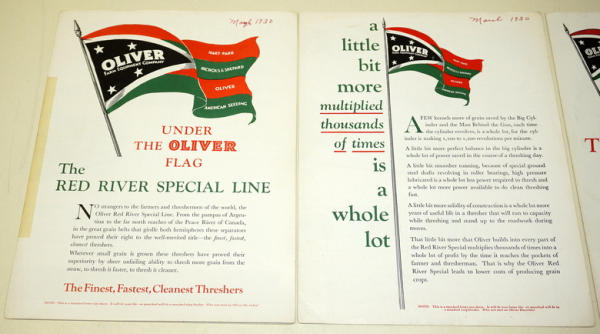 March 1930
OLIVER
FARM EQUIPMENT COMPANY
HART PARR
NICHOLS & SHEPARD
OLIVER
AMERICAN SEEDING
UNDER
THE OLIVER
FLAG
The
RED RIVER SPECIAL LINE
NO strangers to the farmers and threshermen of the world, the
Oliver Red River Special Line. From the pampas of Argen-
tina to the far north reaches of the Peace River of Canada,
in the great grain belts that girdle both hemispheres these separators
have proved their right to the well-merited title—the finest, fastest,
cleanest threshers.
Wherever small grain is grown these threshers have proved their
superiority by sheer unfailing ability to thresh more grain from the
straw, to thresh it faster, to thresh it cleaner.
The Finest, Fastest, Cleanest Threshers
March 1930
a
little
bit
more
multiplied
thousands
of times
is
a
whole
lot
OLIVER
A FEW kernels more of grain saved by the Big Cyl-
inder and the Man Behind the Gun, each time
the cylinder revolves, is a whole lot, for the cyl-
inder is making
revolutions per minute.
A little bit more perfect balance in the big cylinder is a
whole lot of power saved in the course of a threshing day.
A little bit smoother running, because of special ground
steel shafts revolving in roller bearings, high pressure
lubricated is a whole lot less power required to thresh and
a whole lot more power available to do clean threshing
fast.
A little bit more solidity of construction is a whole lot more
years of useful life in a thresher that will run to capacity
while threshing and stand up to the roadwork during
moves.
That little bit more that Oliver builds into every part of
the Red River Special multiplies thousands of times into a
whole lot of profit by the time it reaches the pockets of
farmer and thresherman. That is why the Oliver Red
River Special leads to lower costs of producing grain
crops.
T